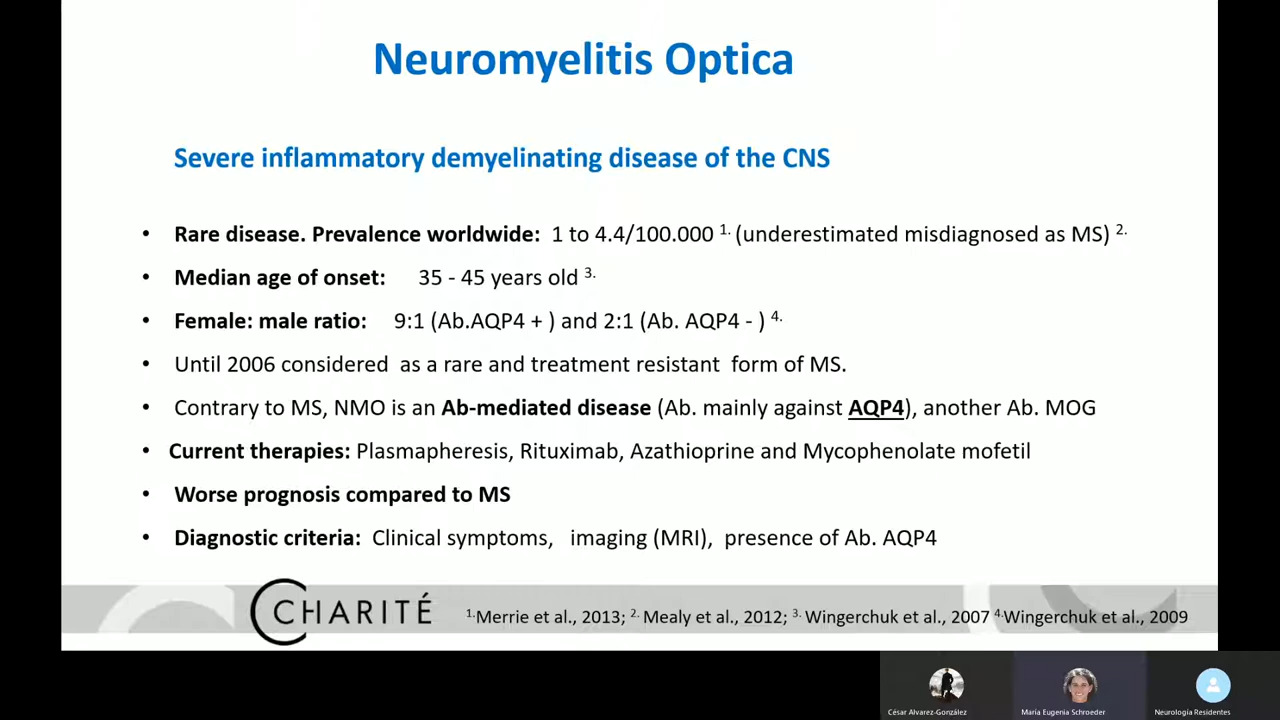 Neuromyelitis Optica
Severe inflammatory demyelinating disease of the CNS
• Rare disease. Prevalence worldwide: 1 to 4.4/100.000 1. (underestimated misdiagnosed as MS) 2.
• Median age of onset: 35 - 45 years old 3.
• Female: male ratio: 9:1 (Ab.AQP4 + ) and 2:1 (Ab. AQP4 - ) 4.
• Until 2006 considered as a rare and treatment resistant form of MS.
• Contrary to MS, NMO is an Ab-mediated disease (Ab. mainly against AQP4), another Ab. MOG
• Current therapies: Plasmapheresis, Rituximab, Azathioprine and Mycophenolate mofetil
• Worse prognosis compared to MS
• Diagnostic criteria: Clinical symptoms, imaging (MRI), presence of Ab. AQP4
CHARITÉ 1.Merrie et al., 2013; 2. Mealy et al., 2012; 3. Wingerchuk et al., 2007 4.Wingerchuk et al., 2009
César Alvarez-González María Eugenia Schroeder Neurología Residentes